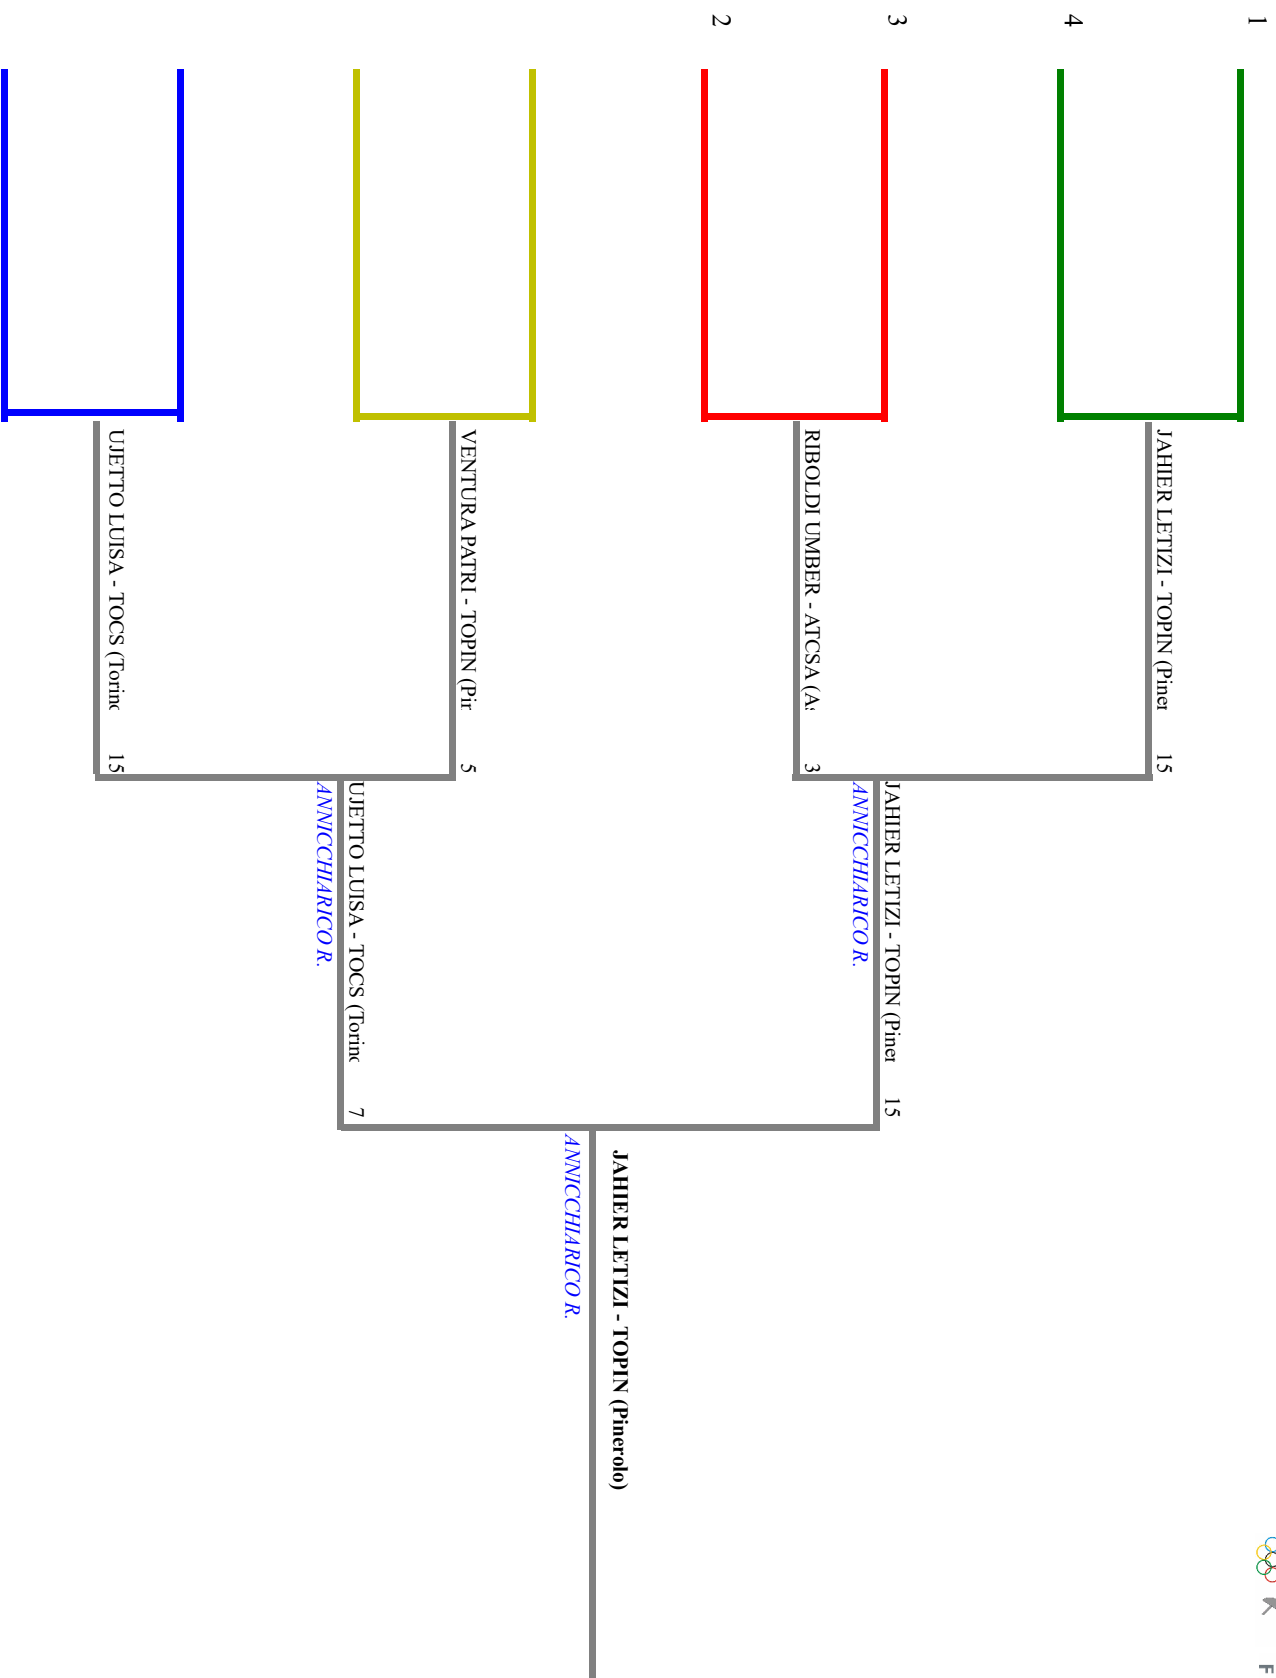 1
4
3
2
JAHIER LETIZI - TOPIN (Piner
15
RIBOLDI UMBER - ATCSA (A
3
VENTURA PATRI - TOPIN (Pir
5
UJETTO LUISA - TOCS (Torinc
15
JAHIER LETIZI - TOPIN (Piner
15
ANNICCHIARICO R.
UJETTO LUISA - TOCS (Torinc
7
ANNICCHIARICO R.
JAHIER LETIZI - TOPIN (Pinerolo)
ANNICCHIARICO R.
F